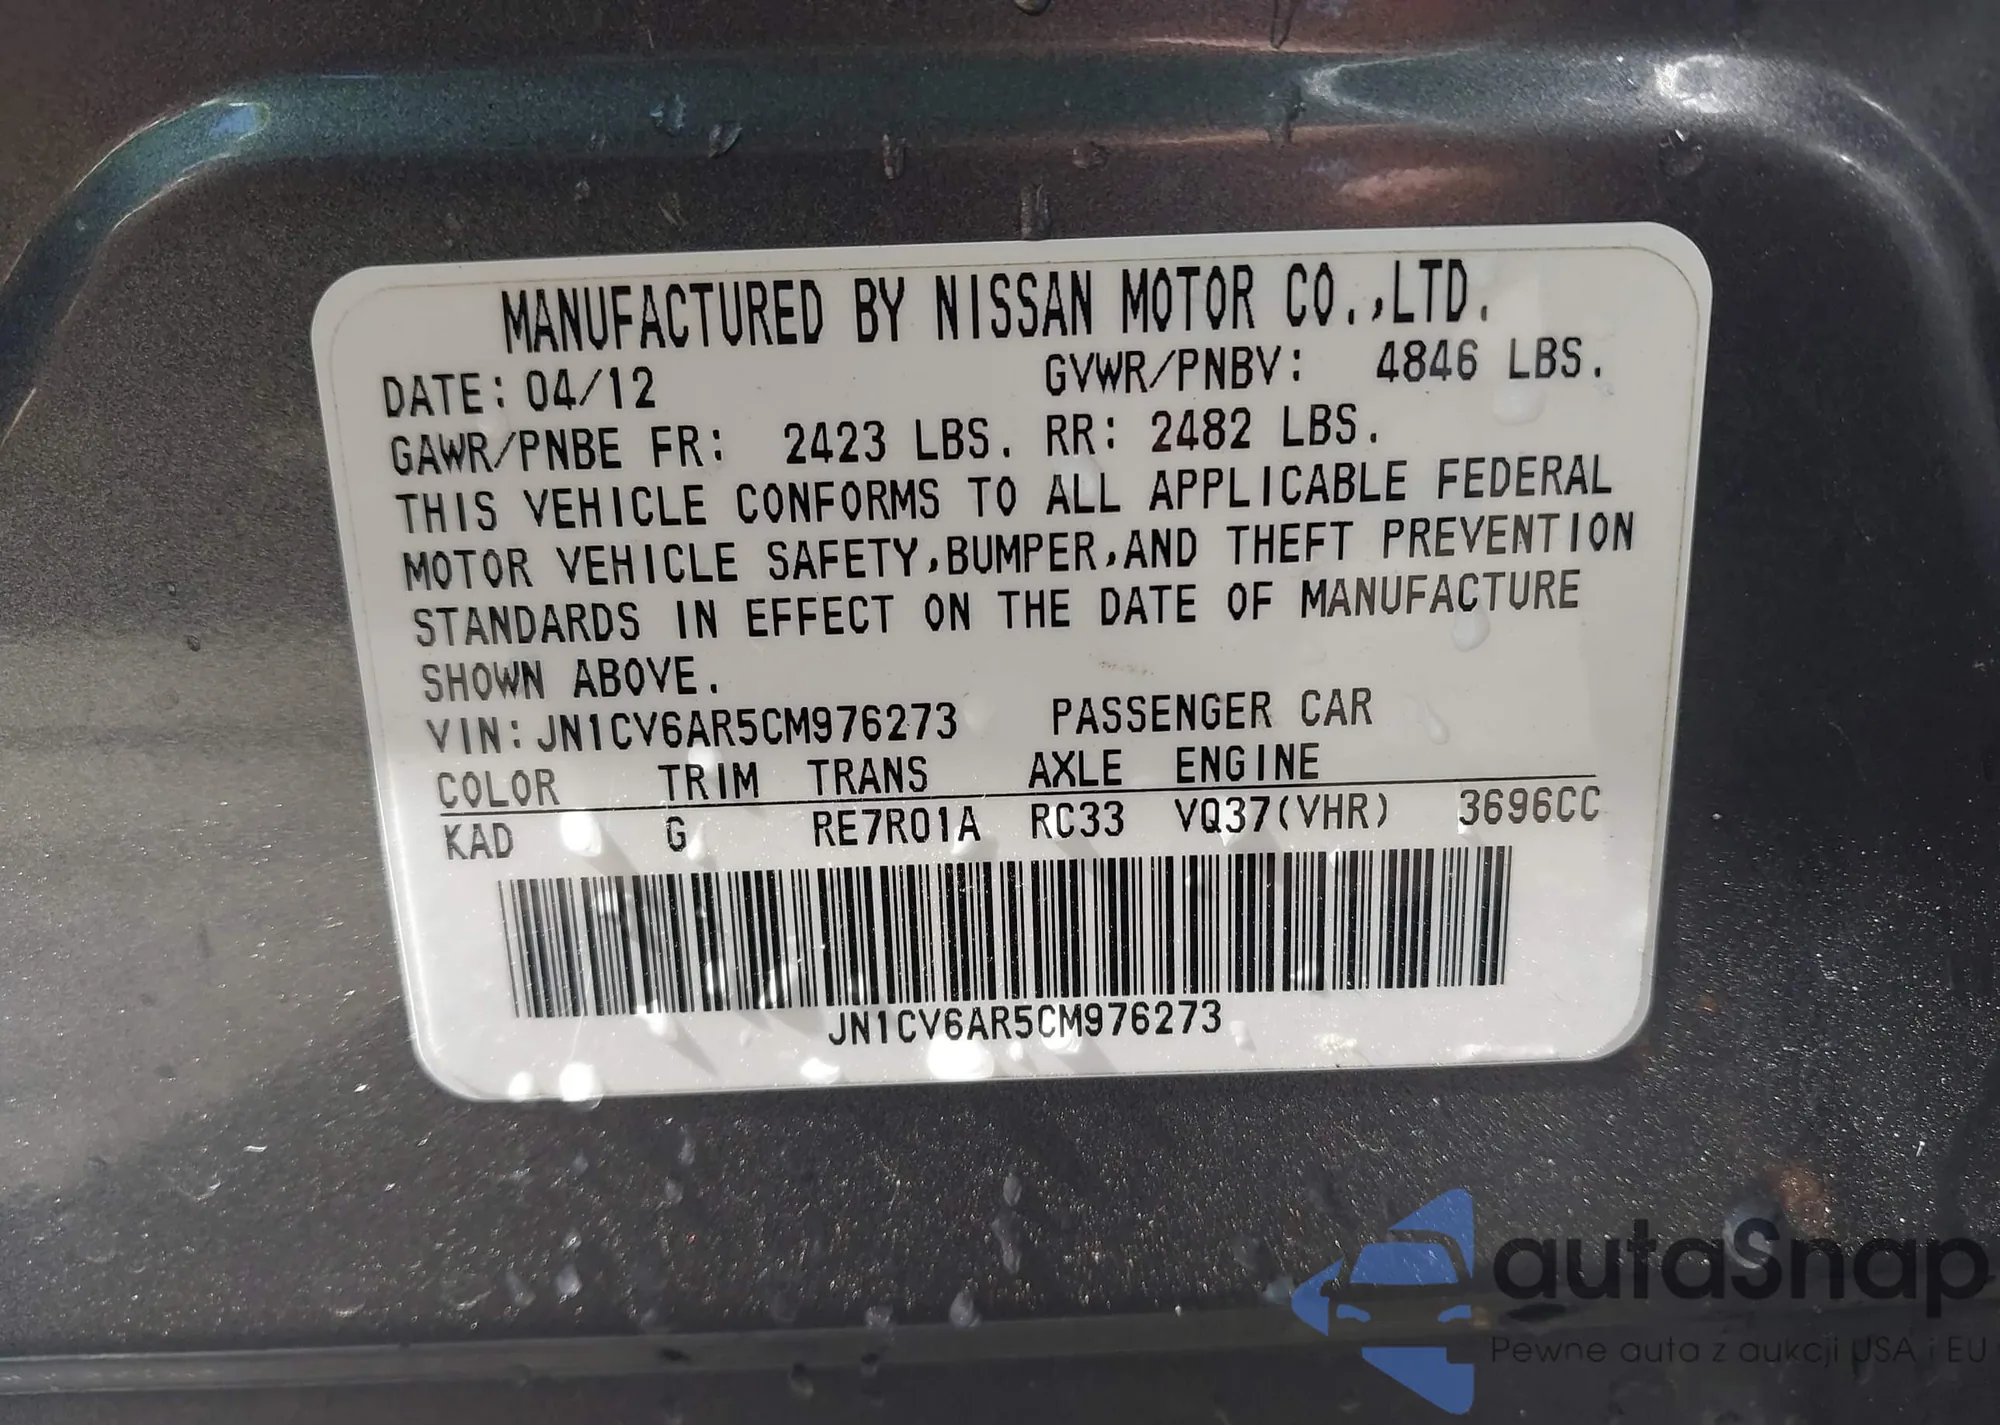 MANUFACTURED BY NISSAN MOTOR CO.,LTD.
DATE: 04/12 GVWR/PNBV: 4846 LBS.
GAWR/PNBE FR: 2423 LBS. RR: 2482 LBS.
THIS VEHICLE CONFORMS TO ALL APPLICABLE FEDERAL
MOTOR VEHICLE SAFETY,BUMPER,AND THEFT PREVENTION
STANDARDS IN EFFECT ON THE DATE OF MANUFACTURE
SHOWN ABOVE.
VIN:JN1CV6AR5CM976273 PASSENGER CAR
COLOR TRIM TRANS AXLE ENGINE
KAD G RE7R01A RC33 VQ37(VHR) 3696CC
JN1CV6AR5CM976273
autaSnap
Pewne auta z aukcji USA i EU